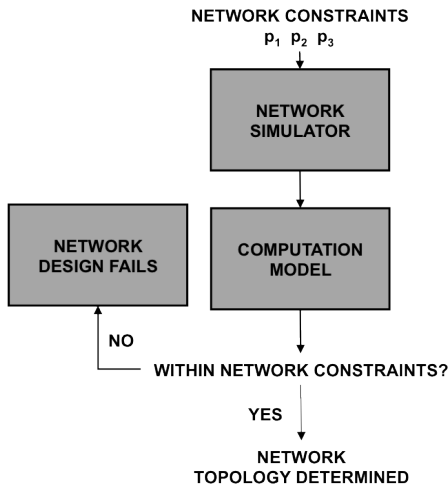 NETWORK CONSTRAINTS
p₁ p₂ p₃
NETWORK
SIMULATOR
COMPUTATION
MODEL
NETWORK
DESIGN FAILS
NO
WITHIN NETWORK CONSTRAINTS?
YES
NETWORK
TOPOLOGY DETERMINED